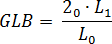 GLB = 2₀ · L₁ / L₀